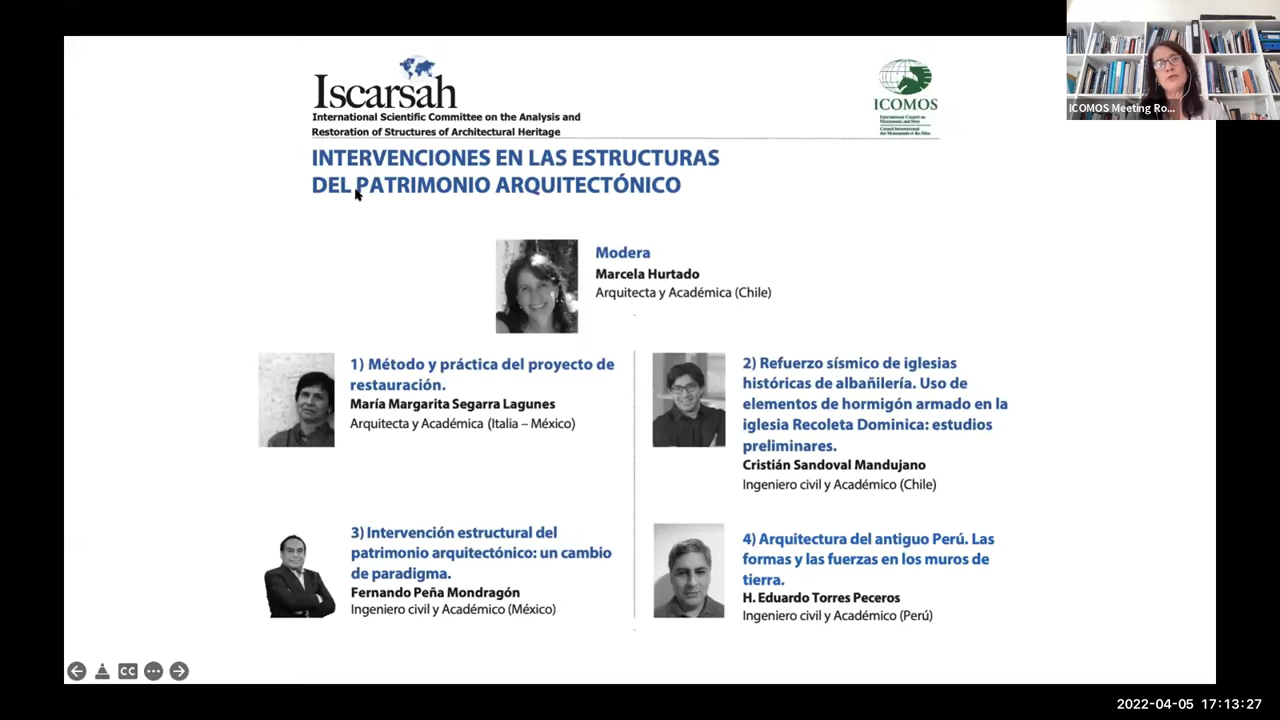 Iscarsah
International Scientific Committee on the Analysis and
Restoration of Structures of Architectural Heritage
ICOMOS
INTERVENCIONES EN LAS ESTRUCTURAS
DEL PATRIMONIO ARQUITECTÓNICO
ICOMOS Meeting Ro...
Modera
Marcela Hurtado
Arquitecta y Académica (Chile)
1) Método y práctica del proyecto de
restauración.
María Margarita Segarra Lagunes
Arquitecta y Académica (Italia – México)
2) Refuerzo sísmico de iglesias
históricas de albañilería. Uso de
elementos de hormigón armado en la
iglesia Recoleta Dominica: estudios
preliminares.
Cristián Sandoval Mandujano
Ingeniero civil y Académico (Chile)
3) Intervención estructural del
patrimonio arquitectónico: un cambio
de paradigma.
Fernando Peña Mondragón
Ingeniero civil y Académico (México)
4) Arquitectura del antiguo Perú. Las
formas y las fuerzas en los muros de
tierra.
H. Eduardo Torres Peceros
Ingeniero civil y Académico (Perú)
CC
2022-04-05 17:13:27